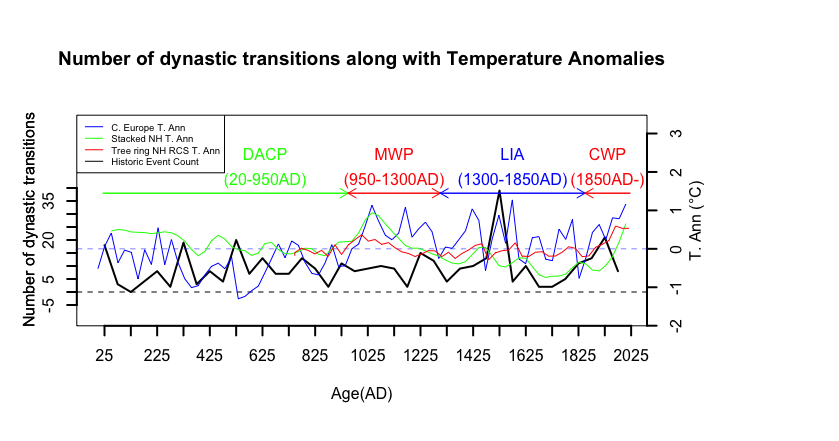 Number of dynastic transitions along with Temperature Anomalies
C. Europe T. Ann
Stacked NH T. Ann
Tree ring NH RCS T. Ann
Historic Event Count
DACP
(20-950AD)
MWP
(950-1300AD)
LIA
(1300-1850AD)
CWP
(1850AD-)
Number of dynastic transitions
-5
5
20
35
T. Ann (°C)
3
2
1
0
-1
-2
25 225 425 625 825 1025 1225 1425 1625 1825 2025
Age(AD)